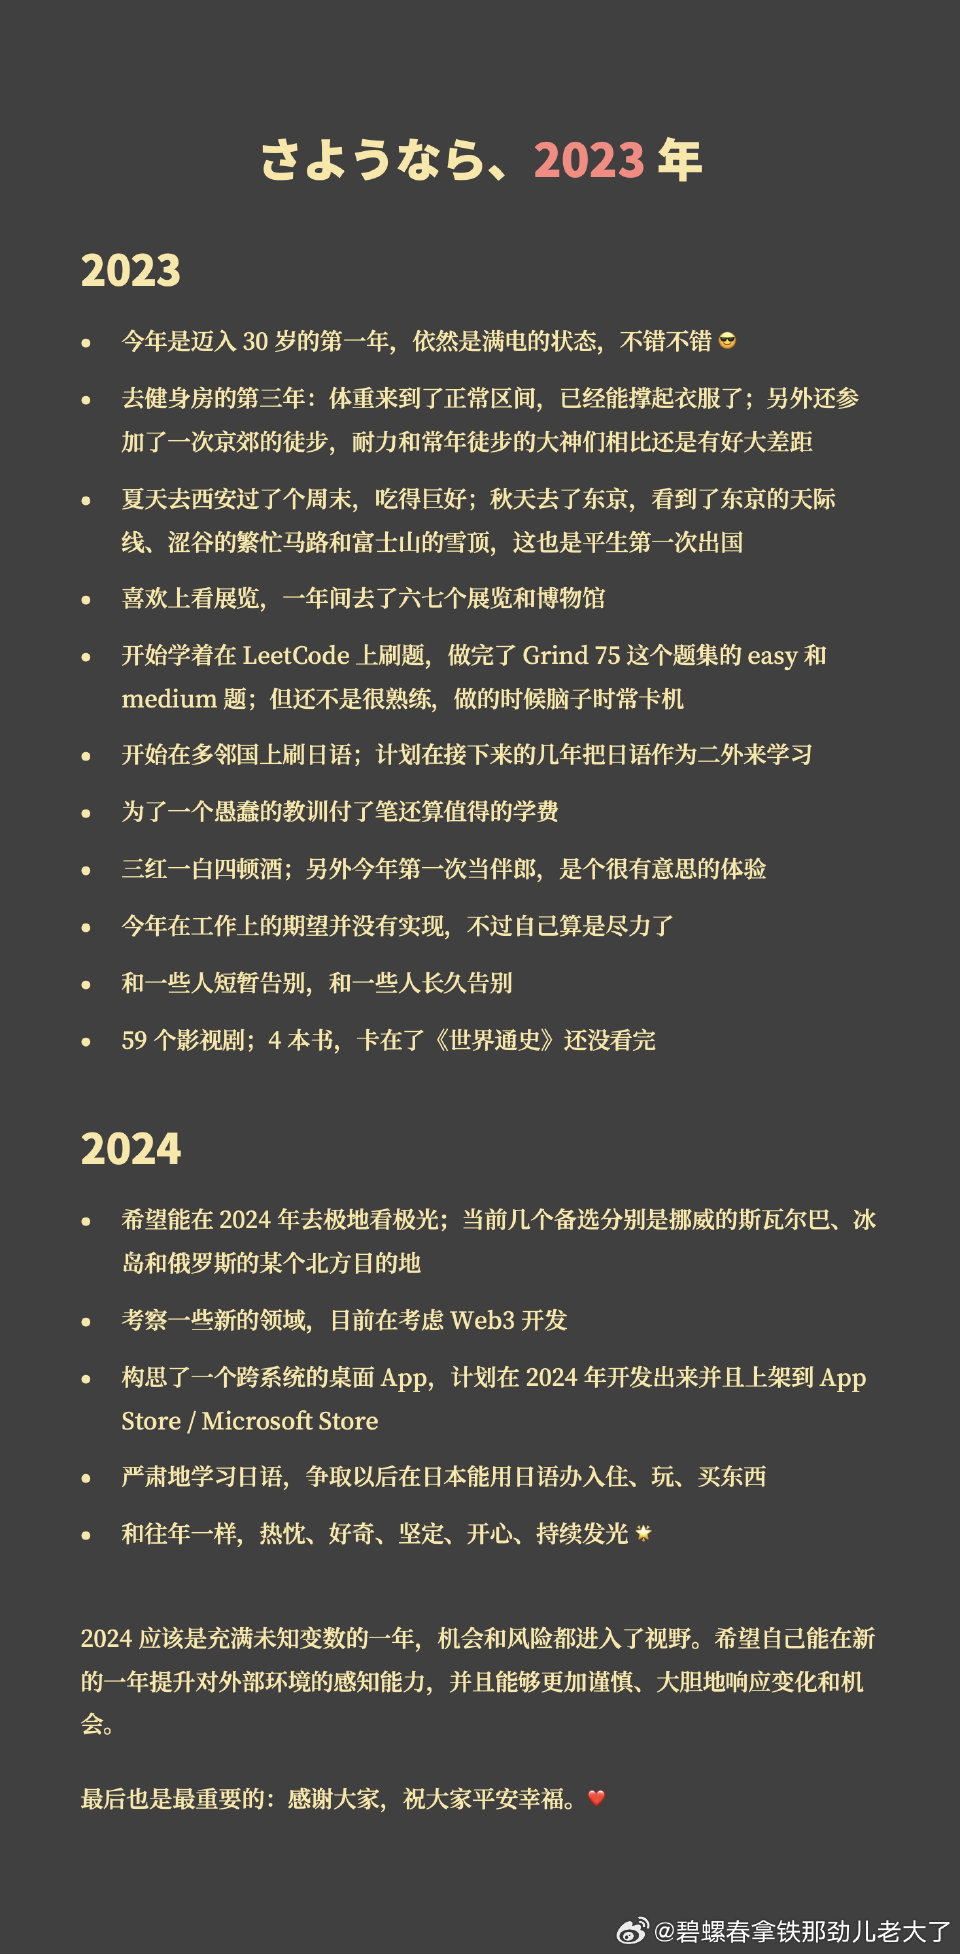 さようなら、2023 年
2023
• 今年是迈入 30 岁的第一年，依然是满电的状态，不错不错 😎
• 去健身房的第三年：体重来到了正常区间，已经能撑起衣服了；另外还参
加了一次京郊的徒步，耐力和常年徒步的大神们相比还是有好大差距
• 夏天去西安过了个周末，吃得巨好；秋天去了东京，看到了东京的天际
线、涩谷的繁忙马路和富士山的雪顶，这也是平生第一次出国
• 喜欢上看展览，一年间去了六七个展览和博物馆
• 开始学着在 LeetCode 上刷题，做完了 Grind 75 这个题集的 easy 和
medium 题；但还不是很熟练，做的时候脑子时常卡机
• 开始在多邻国上刷日语；计划在接下来的几年把日语作为二外来学习
• 为了一个愚蠢的教训付了笔还算值得的学费
• 三红一白四顿酒；另外今年第一次当伴郎，是个很有意思的体验
• 今年在工作上的期望并没有实现，不过自己算是尽力了
• 和一些人短暂告别，和一些人长久告别
• 59 个影视剧；4 本书，卡在了《世界通史》还没看完
2024
• 希望能在 2024 年去极地看极光；当前几个备选分别是挪威的斯瓦尔巴、冰
岛和俄罗斯的某个北方目的地
• 考察一些新的领域，目前在考虑 Web3 开发
• 构思了一个跨系统的桌面 App，计划在 2024 年开发出来并且上架到 App
Store / Microsoft Store
• 严肃地学习日语，争取以后在日本能用日语办入住、玩、买东西
• 和往年一样，热忱、好奇、坚定、开心、持续发光 🌟
2024 应该是充满未知变数的一年，机会和风险都进入了视野。希望自己能在新
的一年提升对外部环境的感知能力，并且能够更加谨慎、大胆地响应变化和机
会。
最后也是最重要的：感谢大家，祝大家平安幸福。❤️
@碧螺春拿铁那劲儿老大了